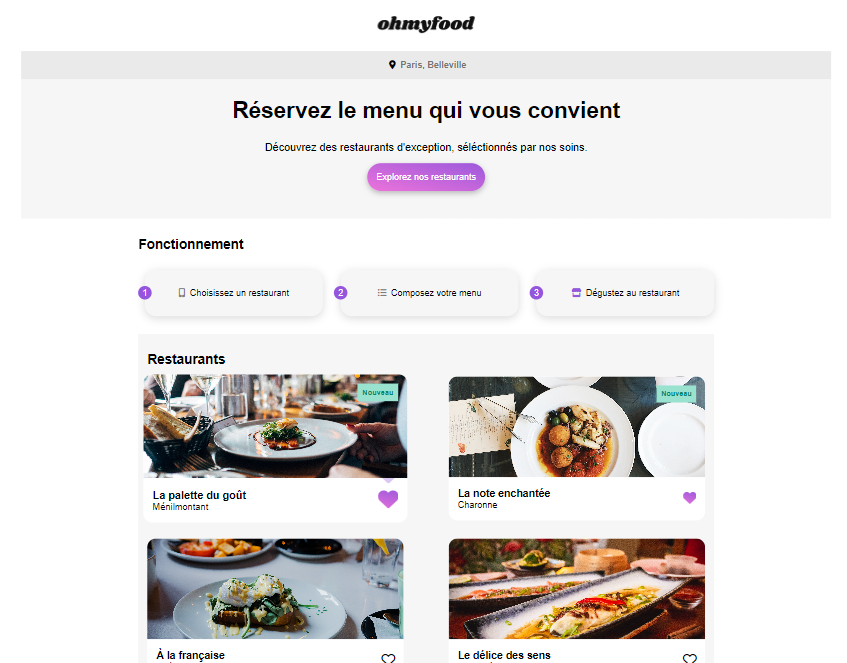 ohmyfood
Paris, Belleville
Réservez le menu qui vous convient
Découvrez des restaurants d'exception, séléctionnés par nos soins.
Explorez nos restaurants
Fonctionnement
1 Choisissez un restaurant
2 Composez votre menu
3 Dégustez au restaurant
Restaurants
Nouveau
La palette du goût
Ménilmontant
Nouveau
La note enchantée
Charonne
À la française
Le délice des sens